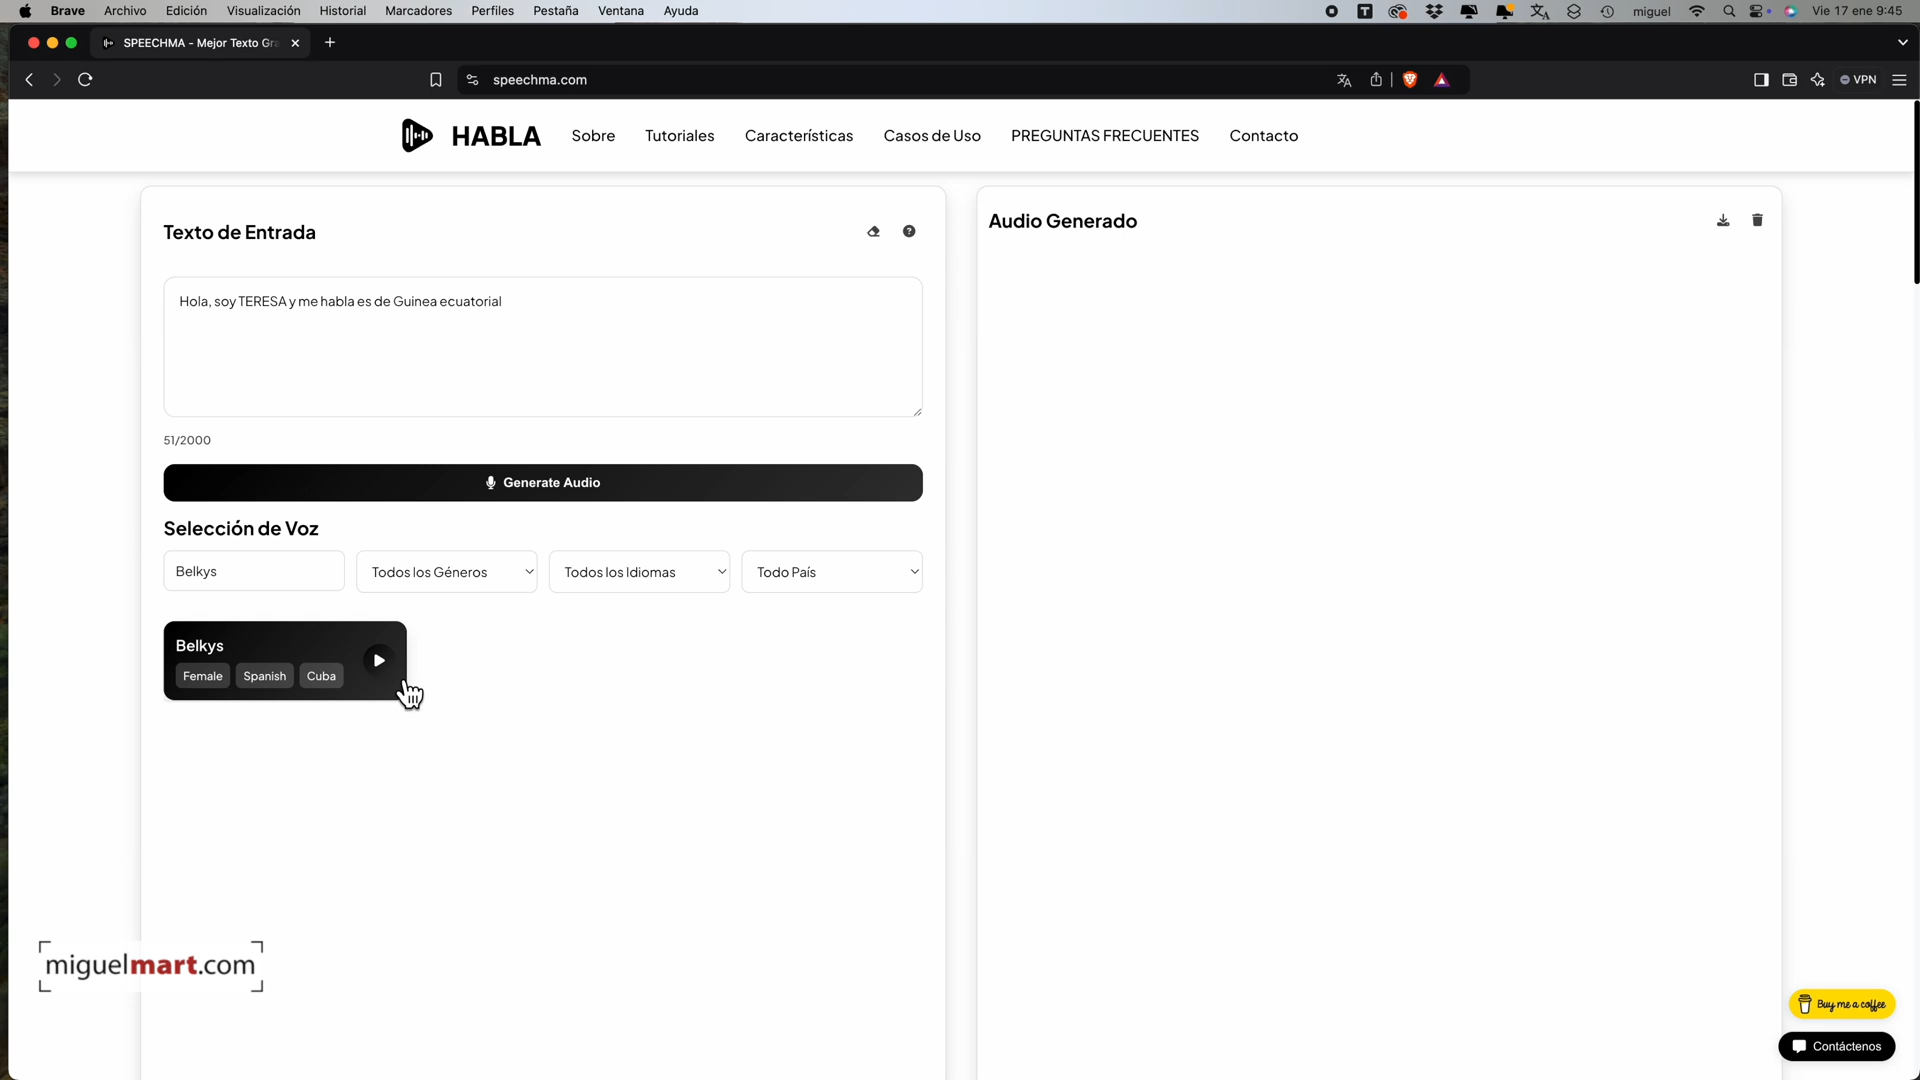 Brave Archivo Edición Visualización Historial Marcadores Perfiles Pestaña Ventana Ayuda miguel Vie 17 ene 9:45
SPEECHMA - Mejor Texto Gra
speechma.com VPN
HABLA Sobre Tutoriales Características Casos de Uso PREGUNTAS FRECUENTES Contacto
Texto de Entrada
Audio Generado
Hola, soy TERESA y me habla es de Guinea ecuatorial
51/2000
Generate Audio
Selección de Voz
Belkys Todos los Géneros Todos los Idiomas Todo País
Belkys
Female Spanish Cuba
miguelmart.com
Buy me a coffee
Contáctenos